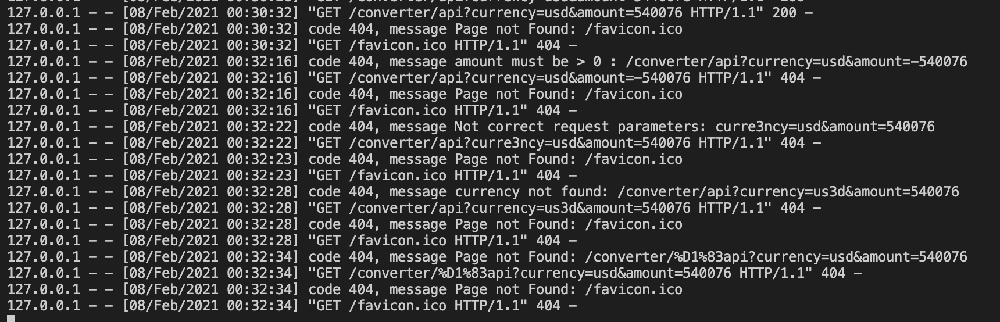 127.0.0.1 - - [08/Feb/2021 00:30:32] "GET /converter/api?currency=usd&amount=540076 HTTP/1.1" 200 -
127.0.0.1 - - [08/Feb/2021 00:30:32] code 404, message Page not Found: /favicon.ico
127.0.0.1 - - [08/Feb/2021 00:30:32] "GET /favicon.ico HTTP/1.1" 404 -
127.0.0.1 - - [08/Feb/2021 00:32:16] code 404, message amount must be > 0 : /converter/api?currency=usd&amount=-540076
127.0.0.1 - - [08/Feb/2021 00:32:16] "GET /converter/api?currency=usd&amount=-540076 HTTP/1.1" 404 -
127.0.0.1 - - [08/Feb/2021 00:32:16] code 404, message Page not Found: /favicon.ico
127.0.0.1 - - [08/Feb/2021 00:32:16] "GET /favicon.ico HTTP/1.1" 404 -
127.0.0.1 - - [08/Feb/2021 00:32:22] code 404, message Not correct request parameters: curre3ncy=usd&amount=540076
127.0.0.1 - - [08/Feb/2021 00:32:22] "GET /converter/api?curre3ncy=usd&amount=540076 HTTP/1.1" 404 -
127.0.0.1 - - [08/Feb/2021 00:32:23] code 404, message Page not Found: /favicon.ico
127.0.0.1 - - [08/Feb/2021 00:32:23] "GET /favicon.ico HTTP/1.1" 404 -
127.0.0.1 - - [08/Feb/2021 00:32:28] code 404, message currency not found: /converter/api?currency=us3d&amount=540076
127.0.0.1 - - [08/Feb/2021 00:32:28] "GET /converter/api?currency=us3d&amount=540076 HTTP/1.1" 404 -
127.0.0.1 - - [08/Feb/2021 00:32:28] code 404, message Page not Found: /favicon.ico
127.0.0.1 - - [08/Feb/2021 00:32:28] "GET /favicon.ico HTTP/1.1" 404 -
127.0.0.1 - - [08/Feb/2021 00:32:34] code 404, message Page not Found: /converter/%D1%83api?currency=usd&amount=540076
127.0.0.1 - - [08/Feb/2021 00:32:34] "GET /converter/%D1%83api?currency=usd&amount=540076 HTTP/1.1" 404 -
127.0.0.1 - - [08/Feb/2021 00:32:34] code 404, message Page not Found: /favicon.ico
127.0.0.1 - - [08/Feb/2021 00:32:34] "GET /favicon.ico HTTP/1.1" 404 -